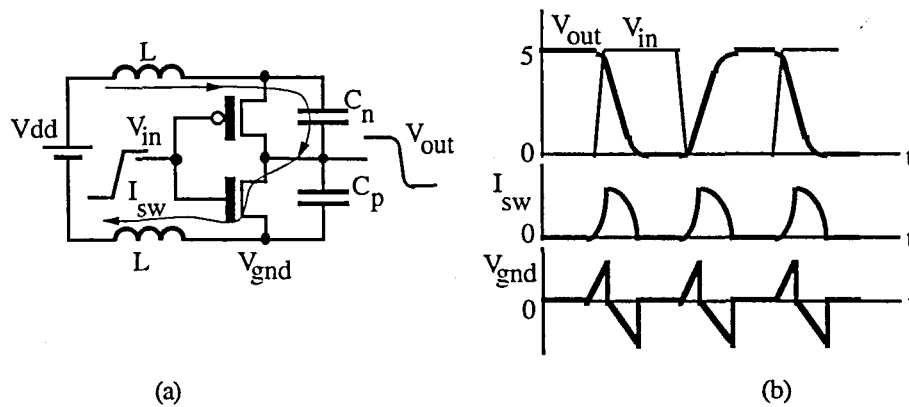 L
Vdd
V_in
I_sw
L
V_gnd
C_n
C_p
V_out
(a)
V_out V_in
5
0
t
I_sw
0
t
V_gnd
0
(b)